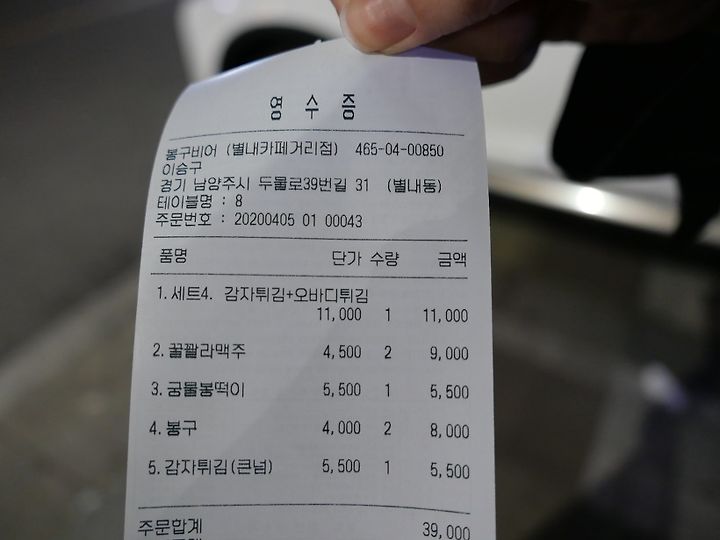 영 수 증
봉구비어 (별내카페거리점) 465-04-00850
이승구
경기 남양주시 두물로39번길 31 (별내동)
테이블명 : 8
주문번호 : 20200405 01 00043
품명 단가 수량 금액
1. 세트4. 감자튀김+오바디튀김
11,000 1 11,000
2. 꿀꽐라맥주 4,500 2 9,000
3. 궁물봉떡이 5,500 1 5,500
4. 봉구 4,000 2 8,000
5. 감자튀김(큰넘) 5,500 1 5,500
주문합계 39,000